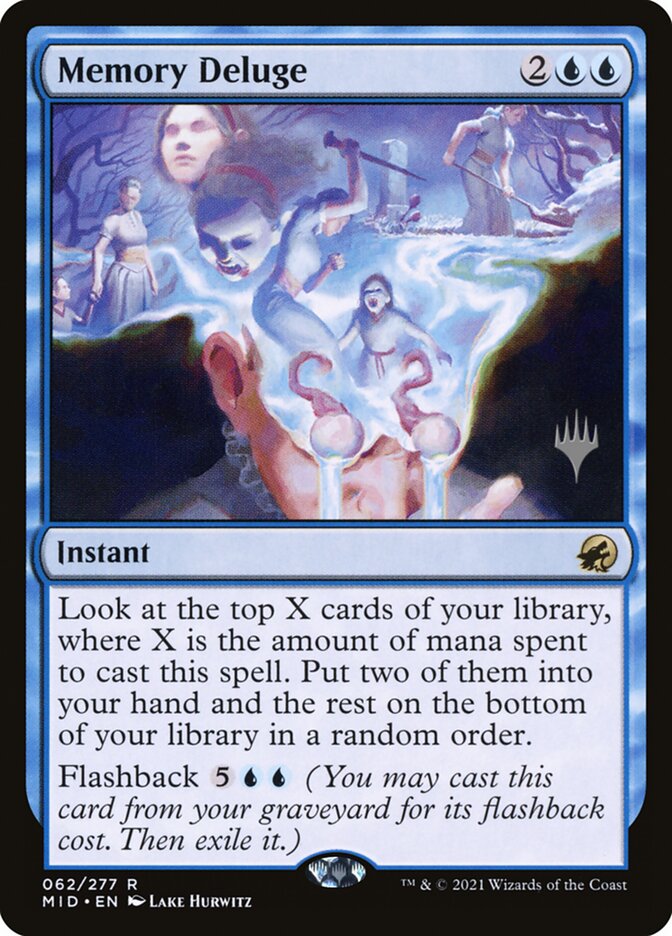 Memory Deluge 2
Instant
Look at the top X cards of your library,
where X is the amount of mana spent
to cast this spell. Put two of them into
your hand and the rest on the bottom
of your library in a random order.
Flashback 5 (You may cast this
card from your graveyard for its flashback
cost. Then exile it.)
062/277 R ™ & © 2021 Wizards of the Coast
MID • EN Lake Hurwitz